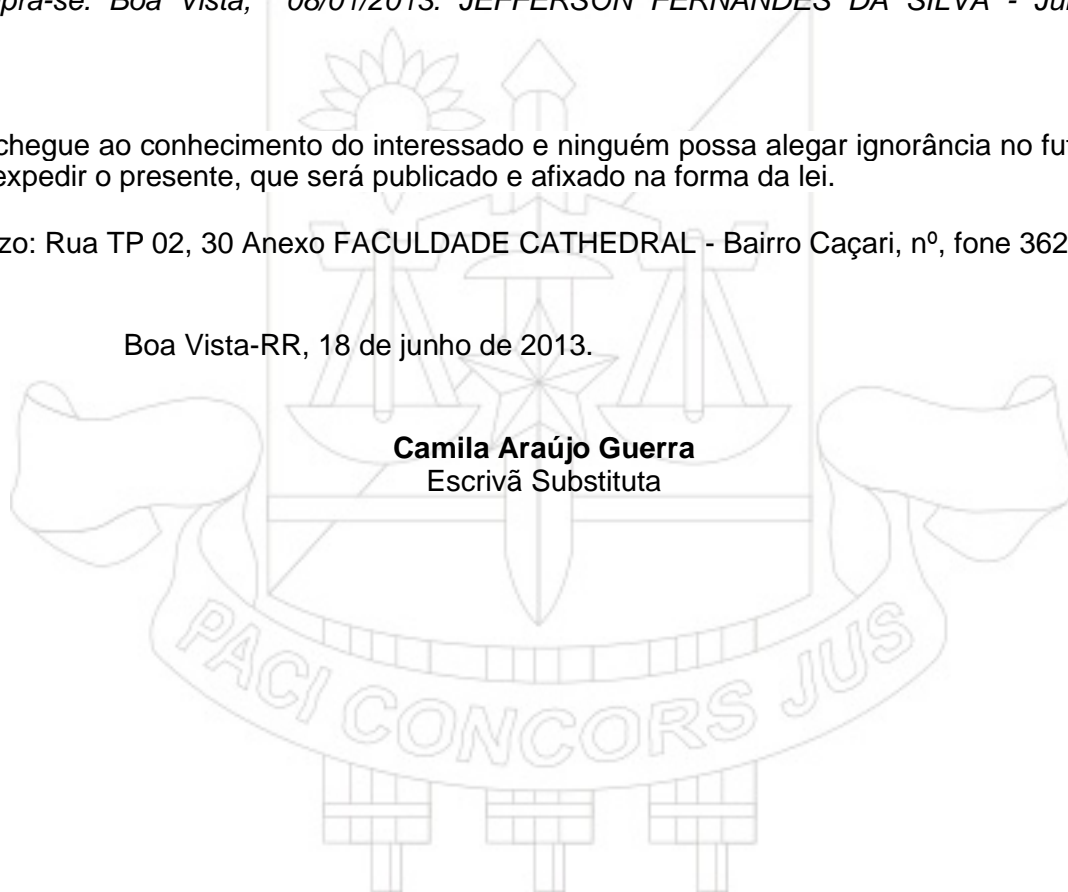 pra-se. Boa Vista, 08/01/2013. JEFFERSON FERNANDES DA SILVA - Jui
chegue ao conhecimento do interessado e ninguém possa alegar ignorância no fut
expedir o presente, que será publicado e afixado na forma da lei.
zo: Rua TP 02, 30 Anexo FACULDADE CATHEDRAL - Bairro Caçari, nº, fone 362
Boa Vista-RR, 18 de junho de 2013.
Camila Araújo Guerra
Escrivã Substituta
PACI CONCORS JUS